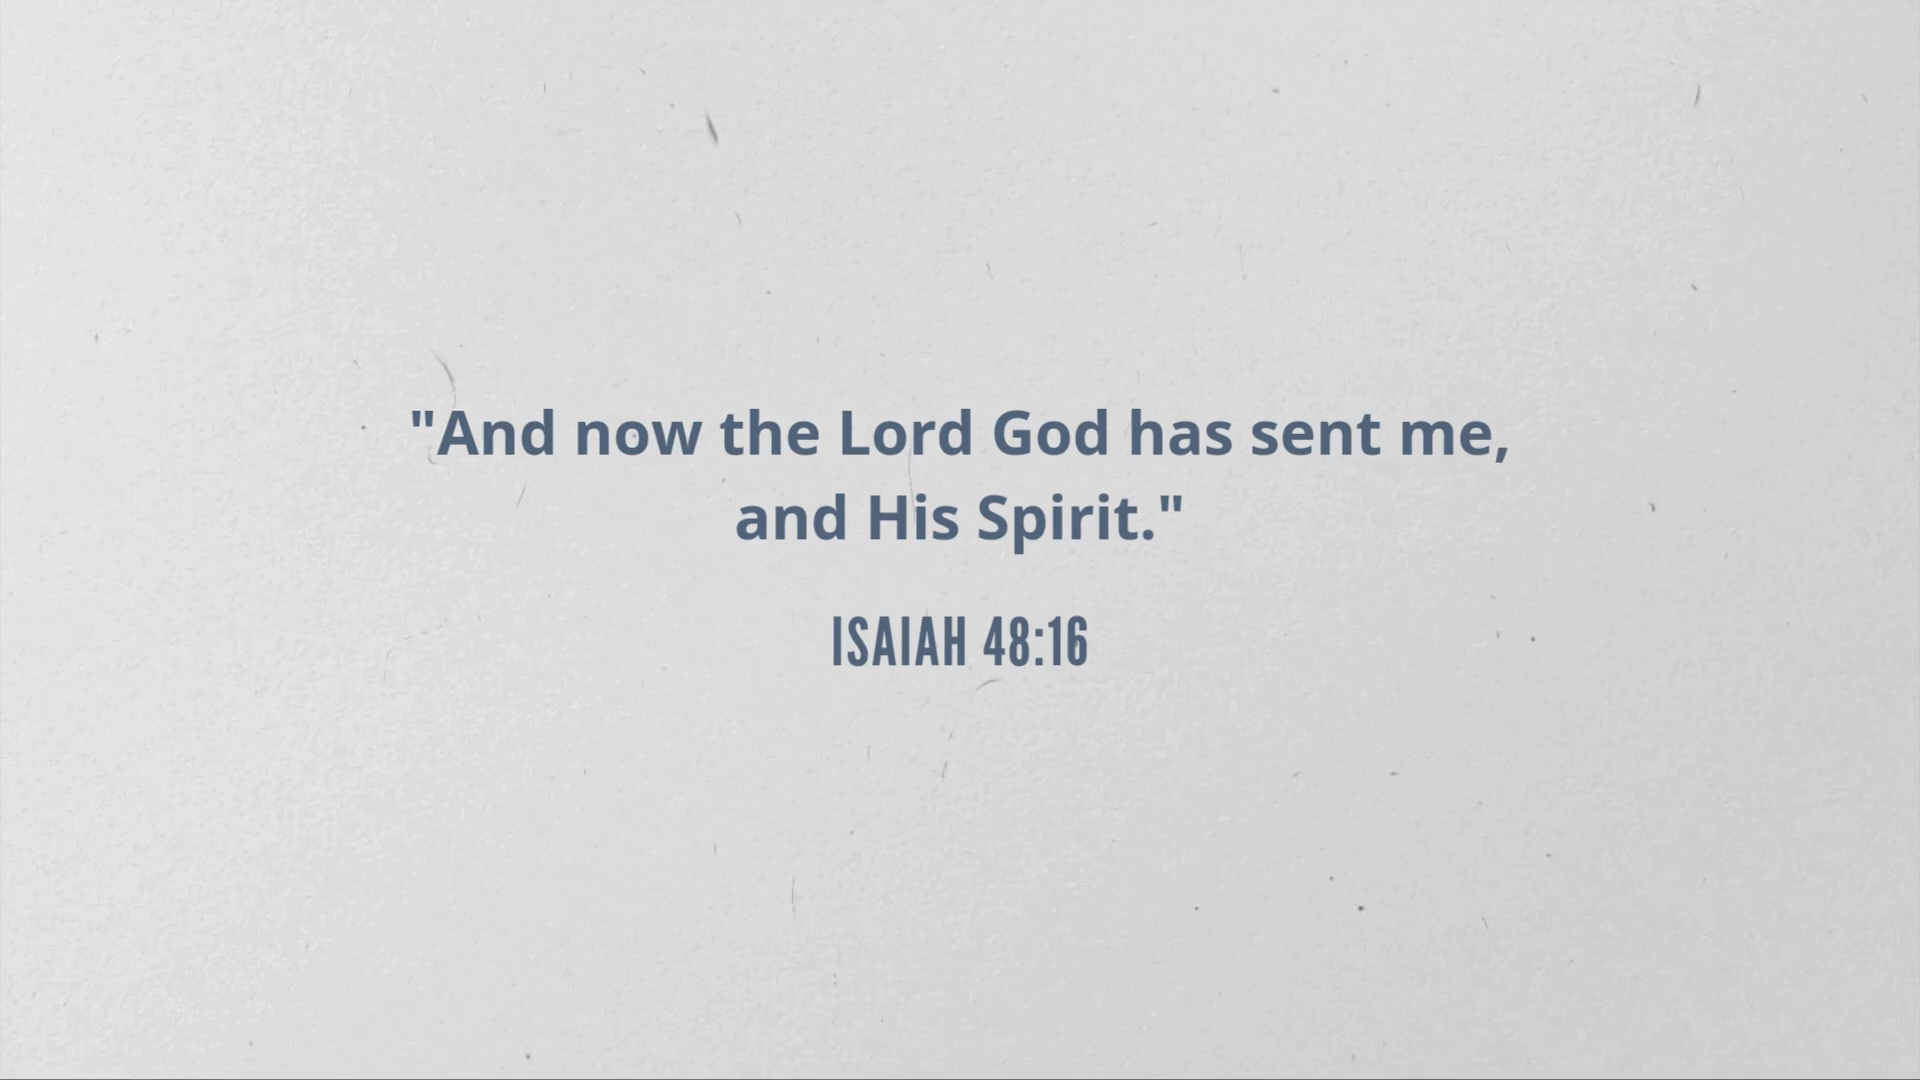 "And now the Lord God has sent me,
and His Spirit."
ISAIAH 48:16